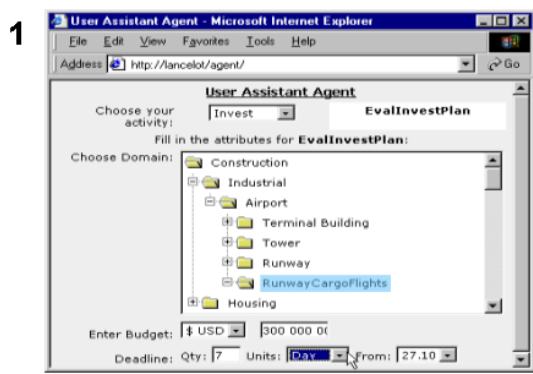 1
User Assistant Agent - Microsoft Internet Explorer
File Edit View Favorites Tools Help
Address http://lancelot/agent/ Go
User Assistant Agent
Choose your activity: Invest EvalInvestPlan
Fill in the attributes for EvalInvestPlan:
Choose Domain: Construction
Industrial
Airport
Terminal Building
Tower
Runway
RunwayCargoFlights
Housing
Enter Budget: $ USD 300 000 0(
Deadline: Qty: 7 Units: Day From: 27.10